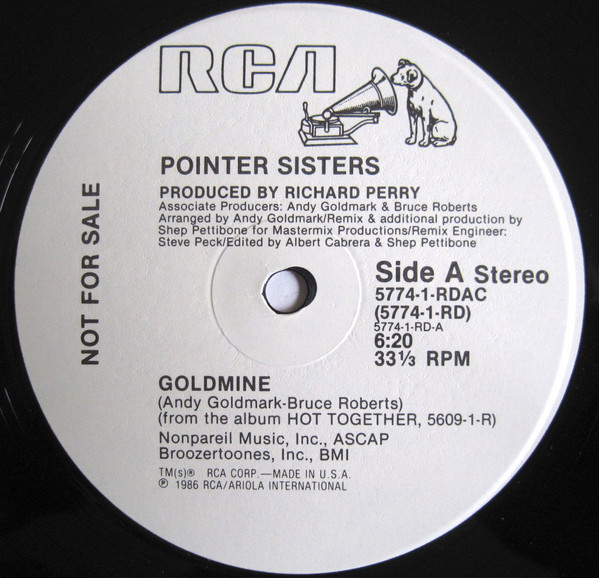 RCA
POINTER SISTERS
PRODUCED BY RICHARD PERRY
Associate Producers: Andy Goldmark & Bruce Roberts
Arranged by Andy Goldmark/Remix & additional production by
Shep Pettibone for Mastermix Productions/Remix Engineer:
Steve Peck/Edited by Albert Cabrera & Shep Pettibone
NOT FOR SALE
Side A Stereo
5774-1-RDAC
(5774-1-RD)
5774-1-RD-A
6:20
33⅓ RPM
GOLDMINE
(Andy Goldmark-Bruce Roberts)
(from the album HOT TOGETHER, 5609-1-R)
Nonpareil Music, Inc., ASCAP
Broozertoones, Inc., BMI
TM(s)® RCA CORP.—MADE IN U.S.A.
℗ 1986 RCA/ARIOLA INTERNATIONAL